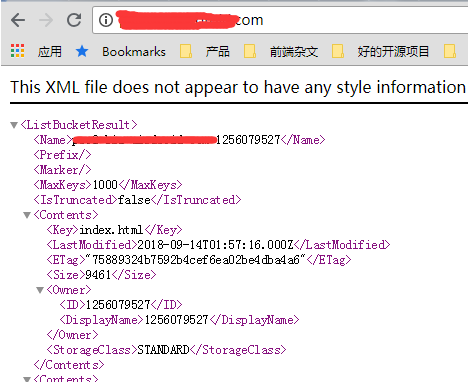 .com
应用 Bookmarks 产品 前端杂文 好的开源项目
This XML file does not appear to have any style information
<ListBucketResult>
<Name> 1256079527</Name>
<Prefix/>
<Marker/>
<MaxKeys>1000</MaxKeys>
<IsTruncated>false</IsTruncated>
<Contents>
<Key>index.html</Key>
<LastModified>2018-09-14T01:57:16.000Z</LastModified>
<ETag>"75889324b7592b4cef6ea02be4dba4a6"</ETag>
<Size>9461</Size>
<Owner>
<ID>1256079527</ID>
<DisplayName>1256079527</DisplayName>
</Owner>
<StorageClass>STANDARD</StorageClass>
</Contents>
<Contents>